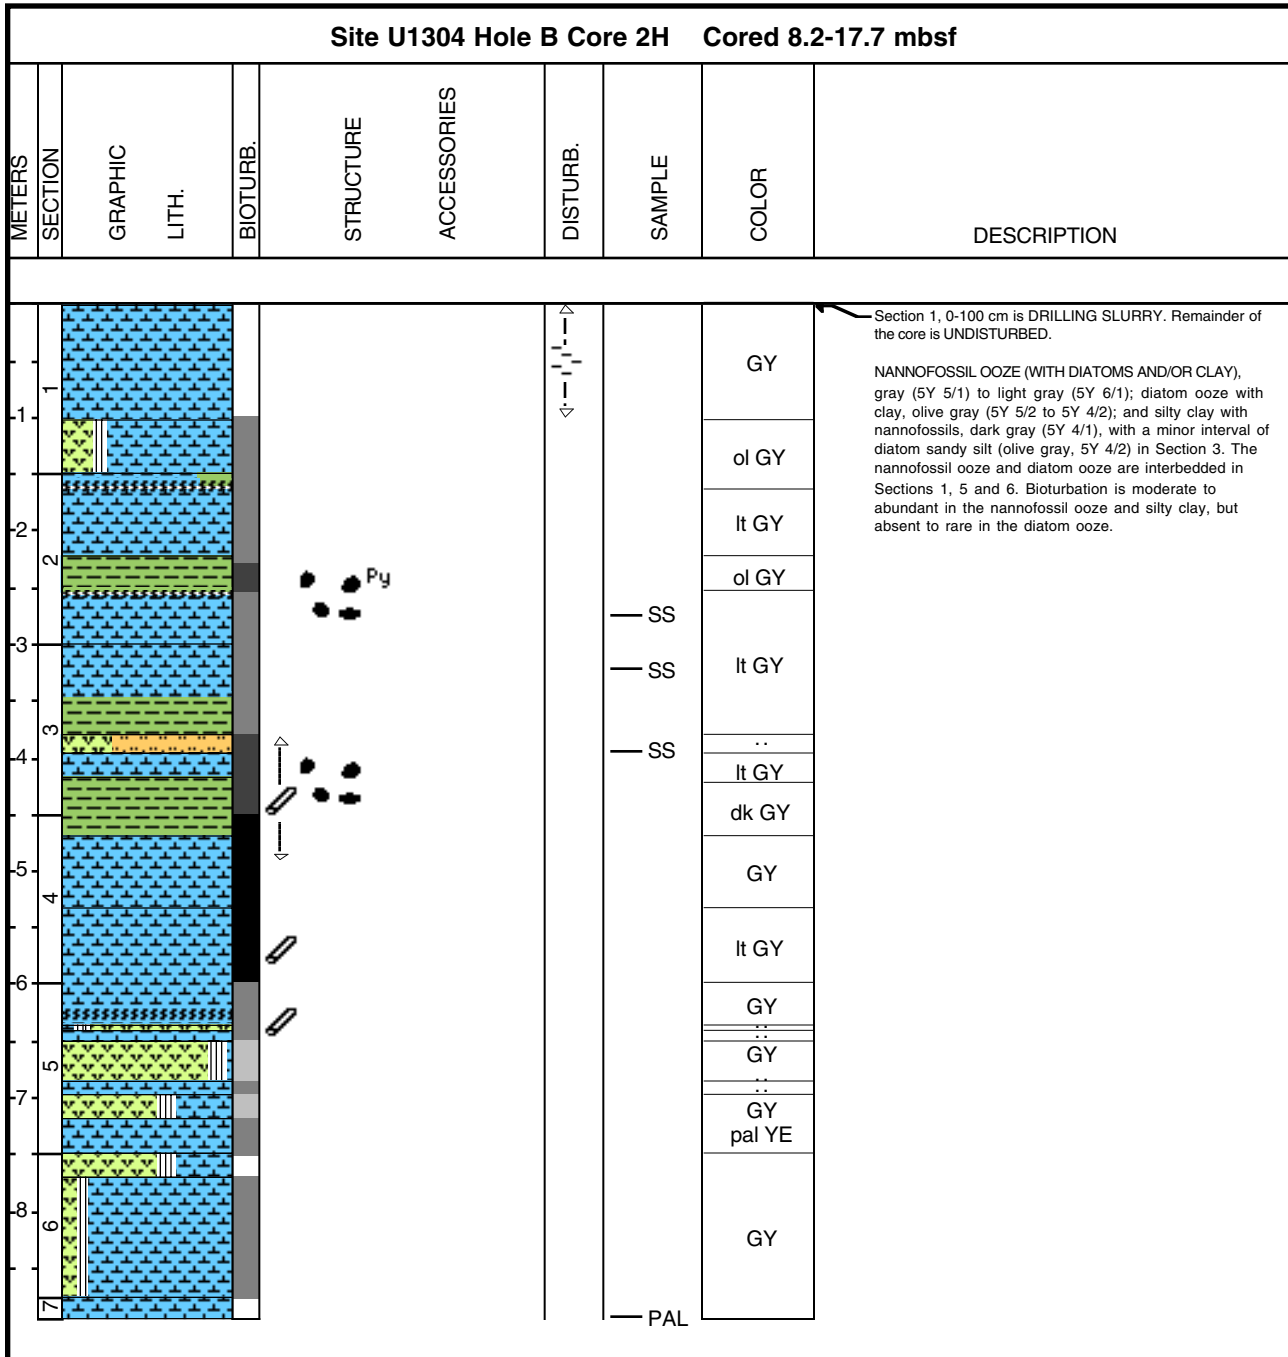 Site U1304 Hole B Core 2H Cored 8.2-17.7 mbsf
METERS
SECTION
GRAPHIC
LITH.
BIOTURB.
STRUCTURE
ACCESSORIES
DISTURB.
SAMPLE
COLOR
DESCRIPTION
Section 1, 0-100 cm is DRILLING SLURRY. Remainder of
the core is UNDISTURBED.
NANNOFOSSIL OOZE (WITH DIATOMS AND/OR CLAY),
gray (5Y 5/1) to light gray (5Y 6/1); diatom ooze with
clay, olive gray (5Y 5/2 to 5Y 4/2); and silty clay with
nannofossils, dark gray (5Y 4/1), with a minor interval of
diatom sandy silt (olive gray, 5Y 4/2) in Section 3. The
nannofossil ooze and diatom ooze are interbedded in
Sections 1, 5 and 6. Bioturbation is moderate to
abundant in the nannofossil ooze and silty clay, but
absent to rare in the diatom ooze.
GY
1
1
ol GY
lt GY
2
2
Py
ol GY
SS
3
lt GY
SS
3
..
SS
4
lt GY
dk GY
5
GY
4
lt GY
6
GY
..
..
GY
5
..
7
GY
pal YE
8
6
GY
7
PAL